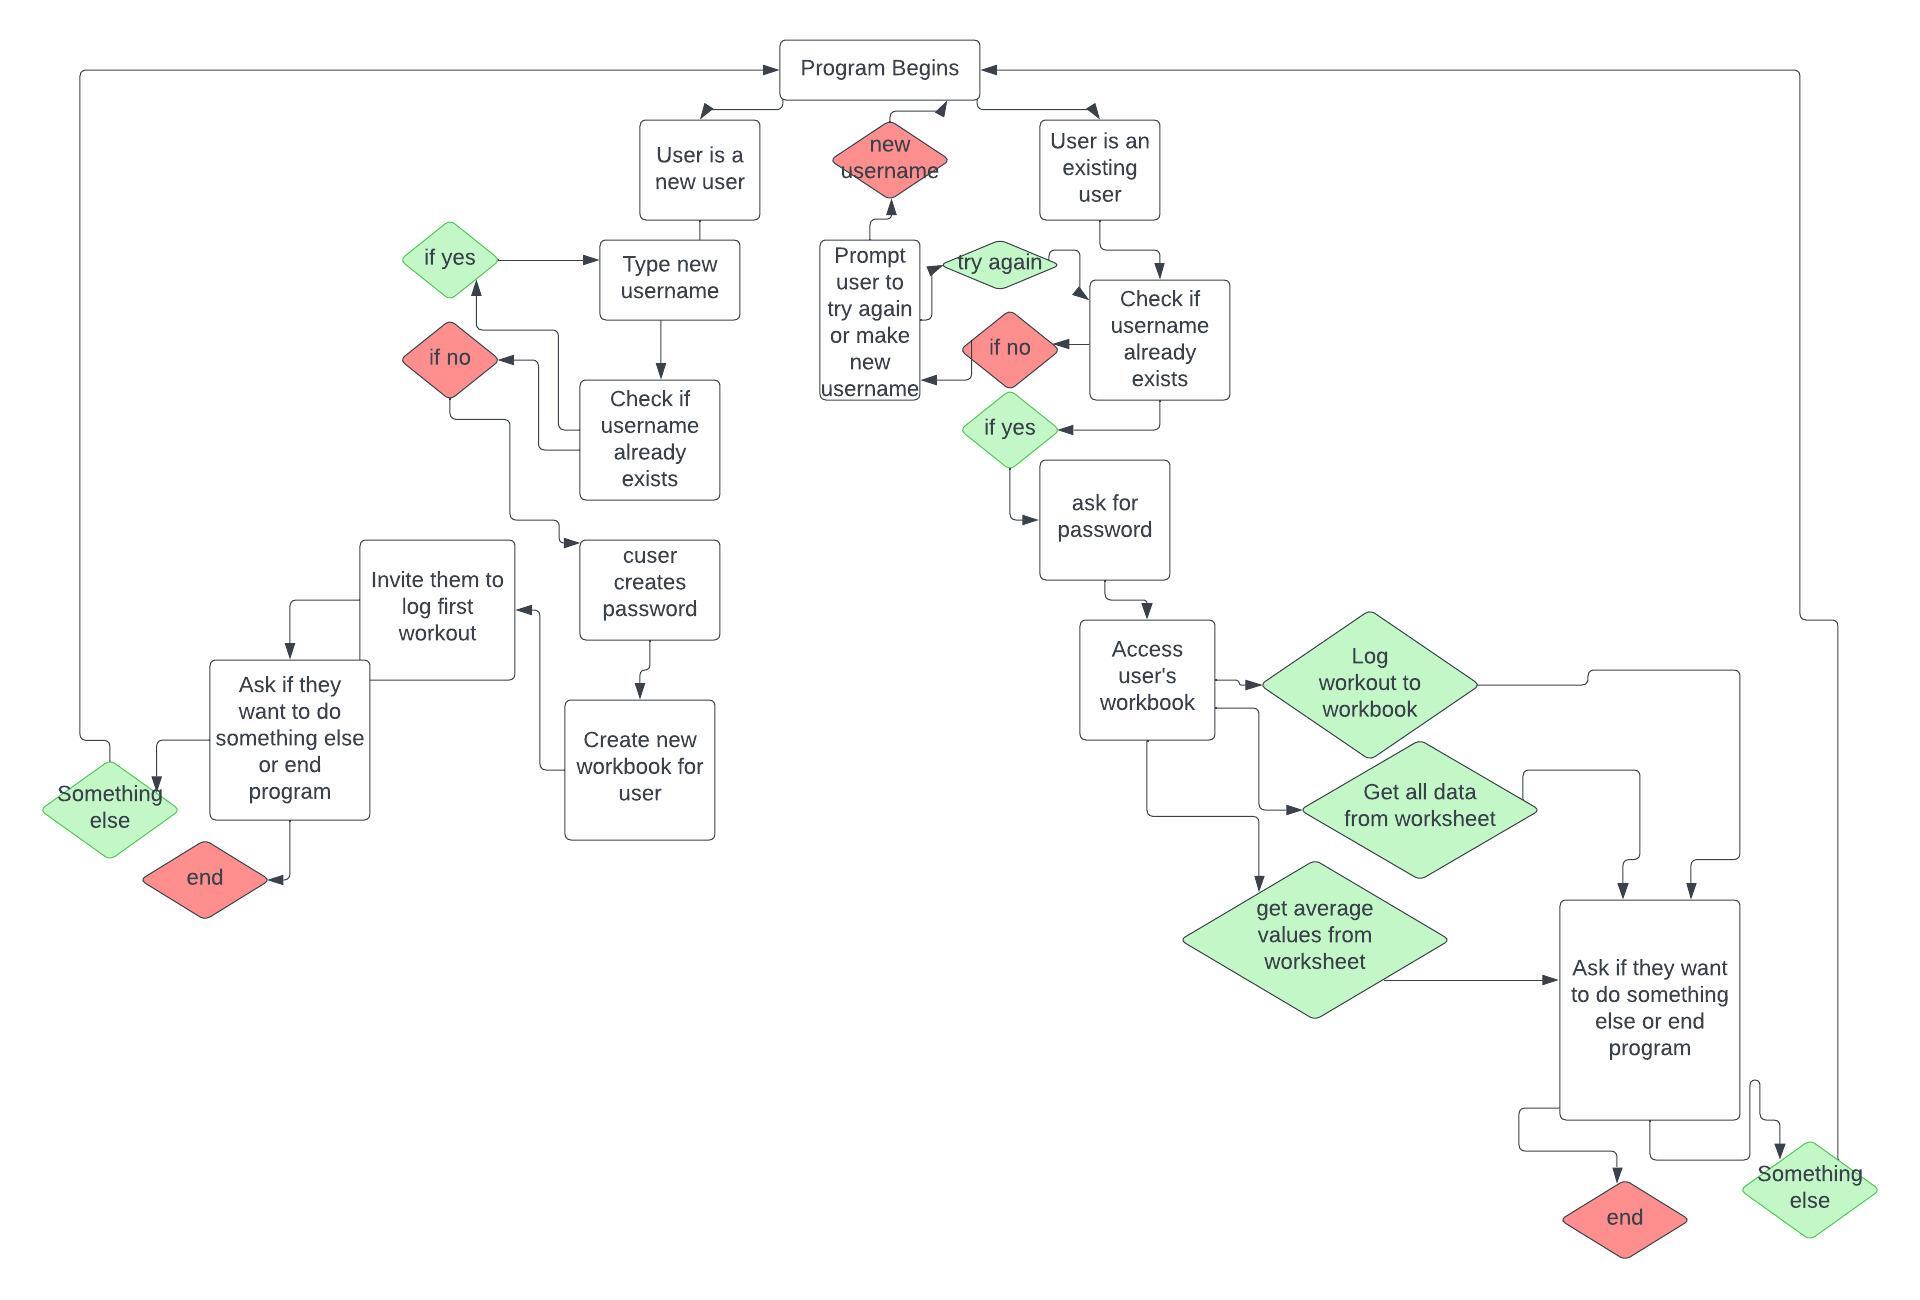 Program Begins
User is a
new user
new
username
User is an
existing
user
if yes
Type new
username
Prompt
user to
try again
or make
new
username
try again
Check if
username
already
exists
if no
if no
if yes
Check if
username
already
exists
ask for
password
cuser
creates
password
Invite them to
log first
workout
Ask if they
want to do
something else
or end
program
Create new
workbook for
user
Something
else
end
Access
user's
workbook
Log
workout to
workbook
Get all data
from worksheet
get average
values from
worksheet
Ask if they want
to do something
else or end
program
Something
else
end